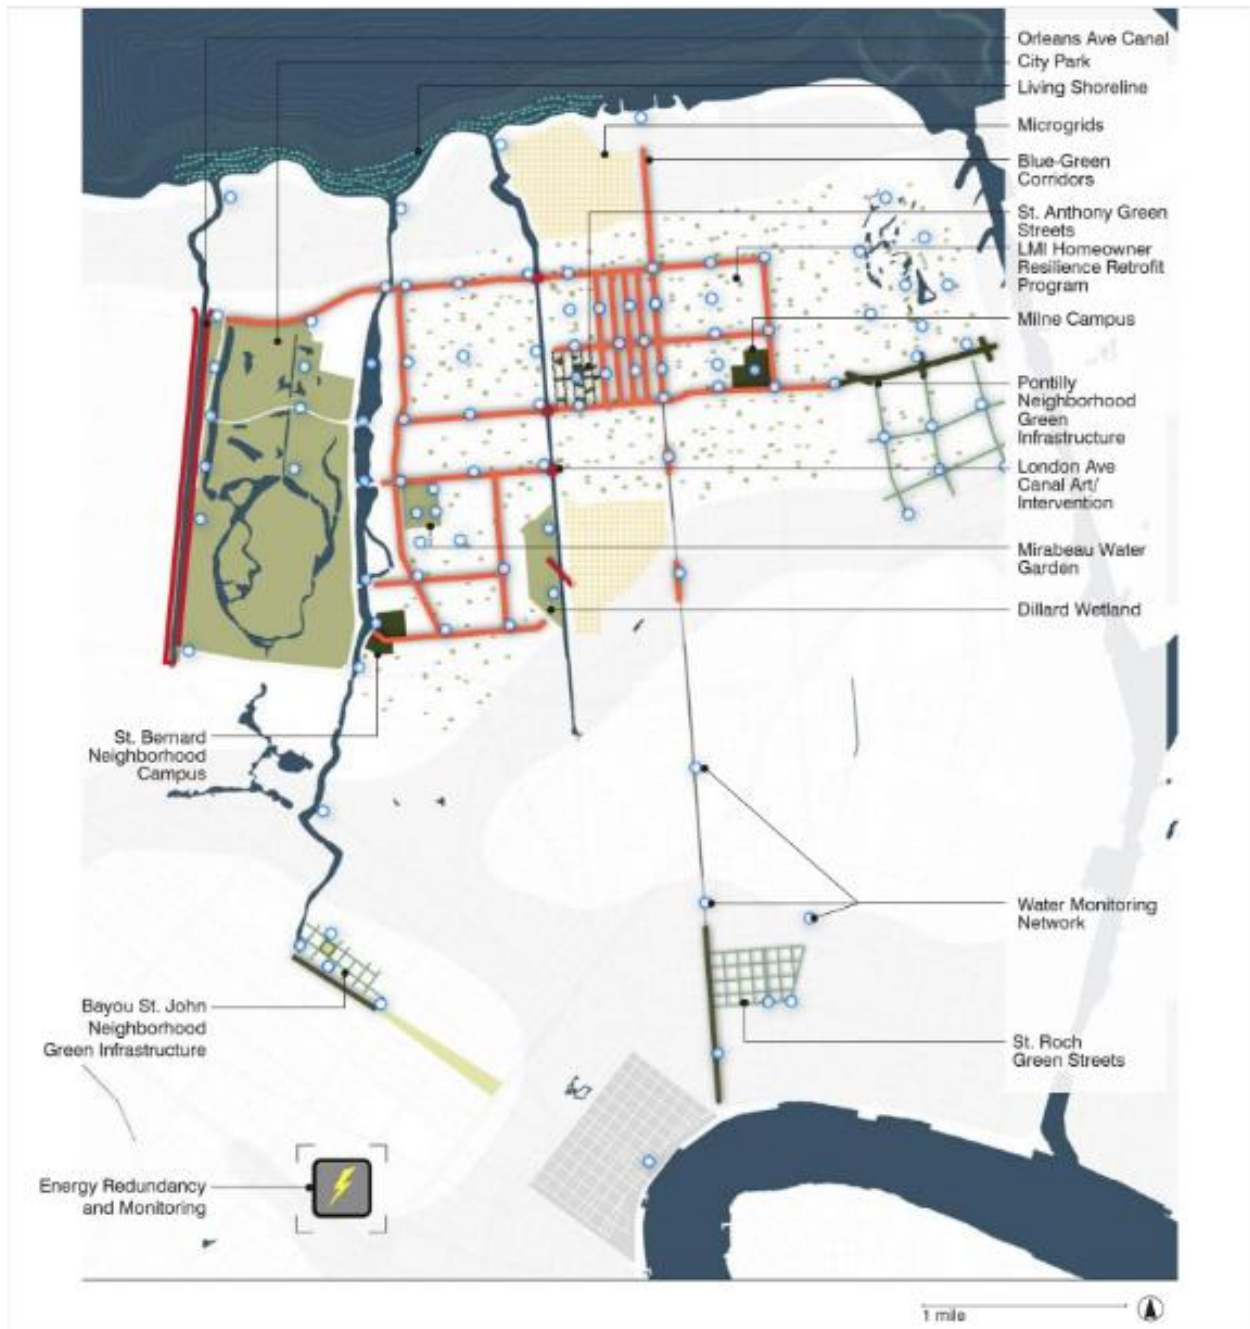 Orleans Ave Canal
City Park
Living Shoreline
Microgrids
Blue-Green
Corridors
St. Anthony Green
Streets
LMI Homeowner
Resilience Retrofit
Program
Milne Campus
Pontilly
Neighborhood
Green
Infrastructure
London Ave
Canal Art/
Intervention
Mirabeau Water
Garden
Dillard Wetland
St. Bernard
Neighborhood
Campus
Water Monitoring
Network
Bayou St. John
Neighborhood
Green Infrastructure
St. Roch
Green Streets
Energy Redundancy
and Monitoring
1 mile